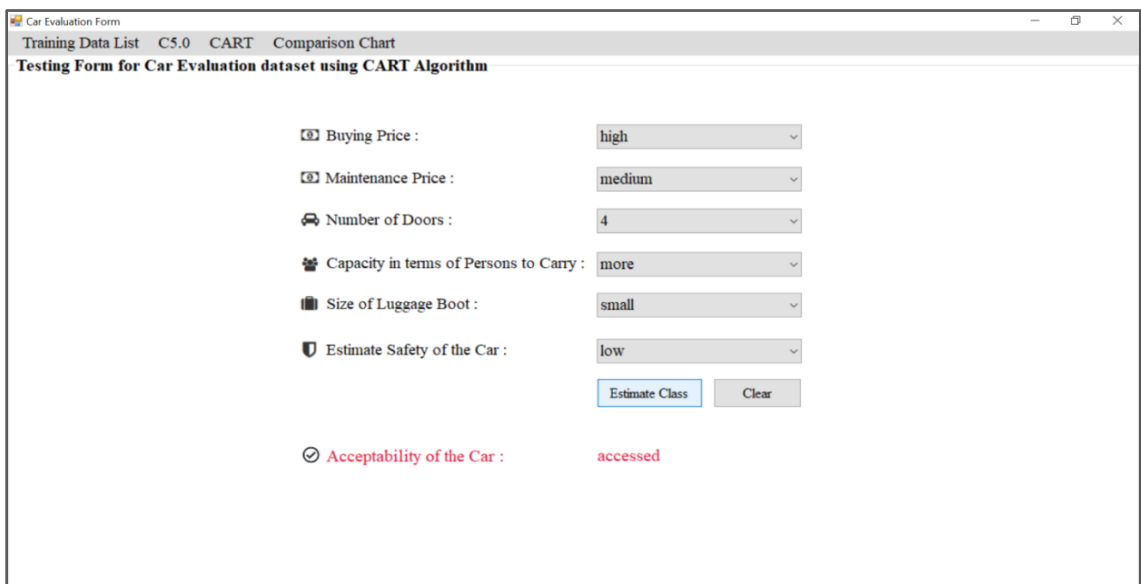 Car Evaluation Form
Training Data List C5.0 CART Comparison Chart
Testing Form for Car Evaluation dataset using CART Algorithm
Buying Price : high
Maintenance Price : medium
Number of Doors : 4
Capacity in terms of Persons to Carry : more
Size of Luggage Boot : small
Estimate Safety of the Car : low
Estimate Class Clear
Acceptability of the Car : accessed